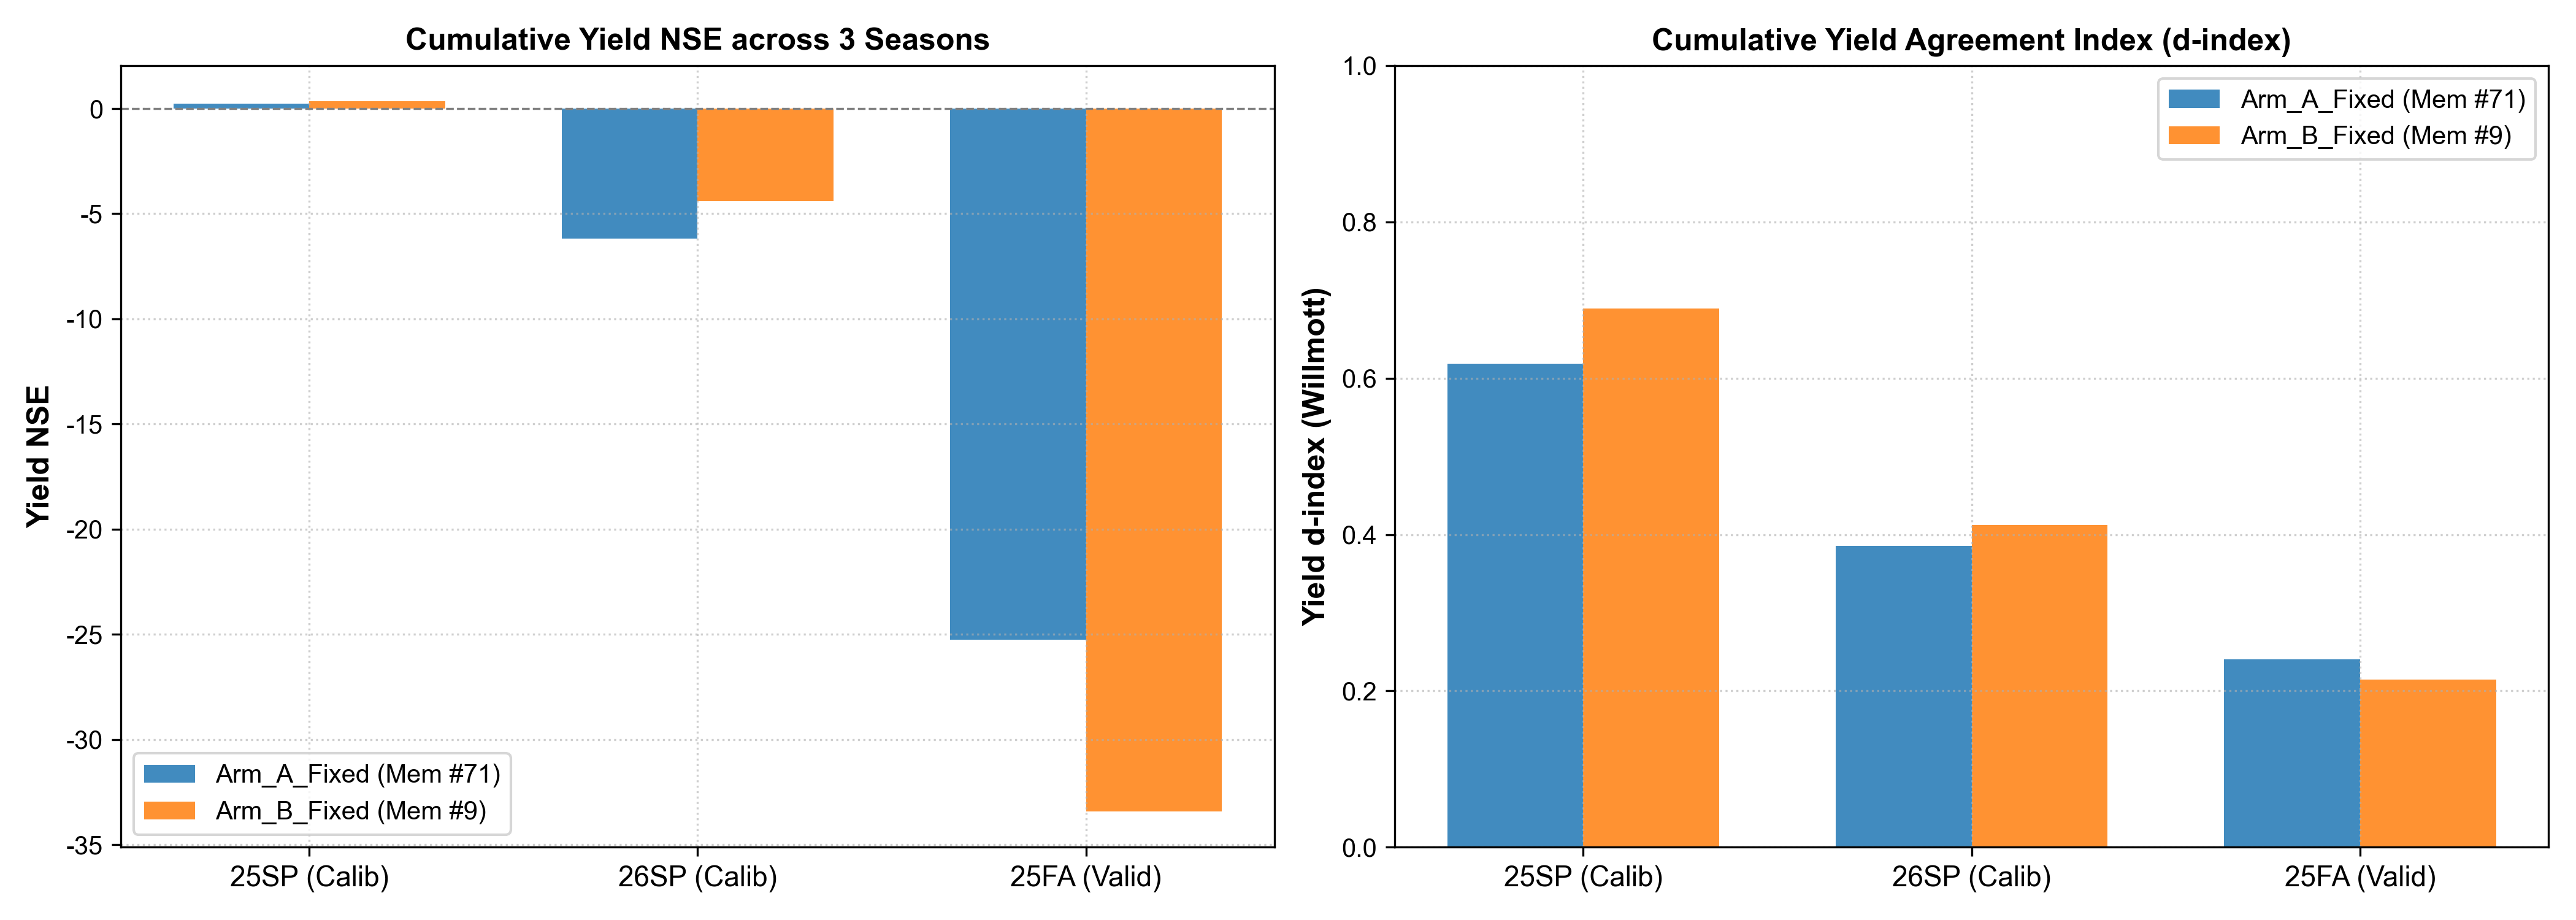 Cumulative Yield NSE across 3 Seasons
Yield NSE
0
-5
-10
-15
-20
-25
-30
-35
Arm_A_Fixed (Mem #71)
Arm_B_Fixed (Mem #9)
25SP (Calib)
26SP (Calib)
25FA (Valid)
Cumulative Yield Agreement Index (d-index)
Yield d-index (Willmott)
1.0
0.8
0.6
0.4
0.2
0.0
Arm_A_Fixed (Mem #71)
Arm_B_Fixed (Mem #9)
25SP (Calib)
26SP (Calib)
25FA (Valid)